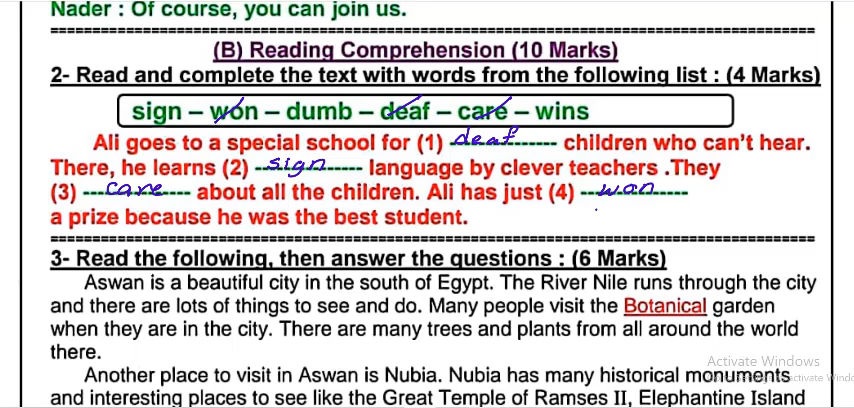 Nader : Of course, you can join us.
(B) Reading Comprehension (10 Marks)
2- Read and complete the text with words from the following list : (4 Marks)
sign – won – dumb – deaf – care – wins
Ali goes to a special school for (1) deaf children who can't hear.
There, he learns (2) sign language by clever teachers .They
(3) care about all the children. Ali has just (4) won
a prize because he was the best student.
3- Read the following, then answer the questions : (6 Marks)
Aswan is a beautiful city in the south of Egypt. The River Nile runs through the city
and there are lots of things to see and do. Many people visit the Botanical garden
when they are in the city. There are many trees and plants from all around the world
there.
Activate Windows
Another place to visit in Aswan is Nubia. Nubia has many historical monuments
and interesting places to see like the Great Temple of Ramses II, Elephantine Island